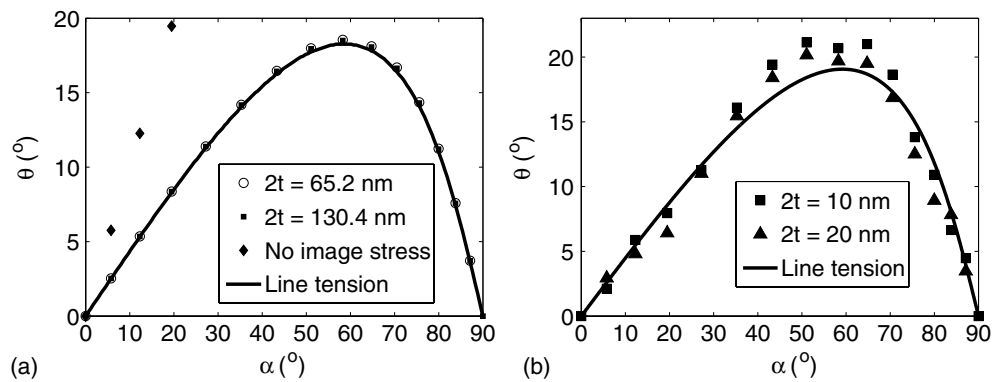 20
15
10
5
0
θ (o)
2t = 65.2 nm
2t = 130.4 nm
No image stress
Line tension
0 10 20 30 40 50 60 70 80 90
α (o)
(a)
20
15
10
5
0
θ (o)
2t = 10 nm
2t = 20 nm
Line tension
0 10 20 30 40 50 60 70 80 90
α (o)
(b)